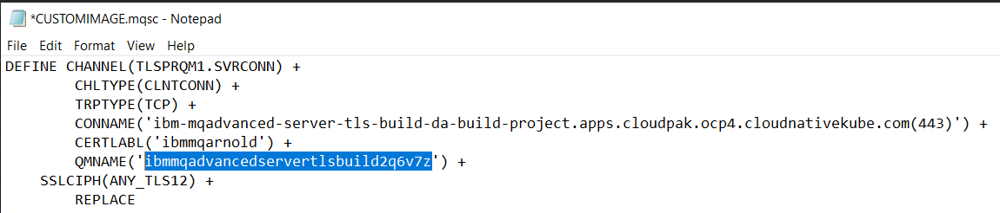 *CUSTOMIMAGE.mqsc - Notepad
File Edit Format View Help
DEFINE CHANNEL(TLSPRQM1.SVRCONN) +
CHLTYPE(CLNTCONN) +
TRPTYPE(TCP) +
CONNAME('ibm-mqadvanced-server-tls-build-da-build-project.apps.cloudpak.ocp4.cloudnativekube.com(443)') +
CERTLABL('ibmmqarnold') +
QMNAME('ibmmqadvancedservertlsbuild2q6v7z') +
SSLCIPH(ANY_TLS12) +
REPLACE